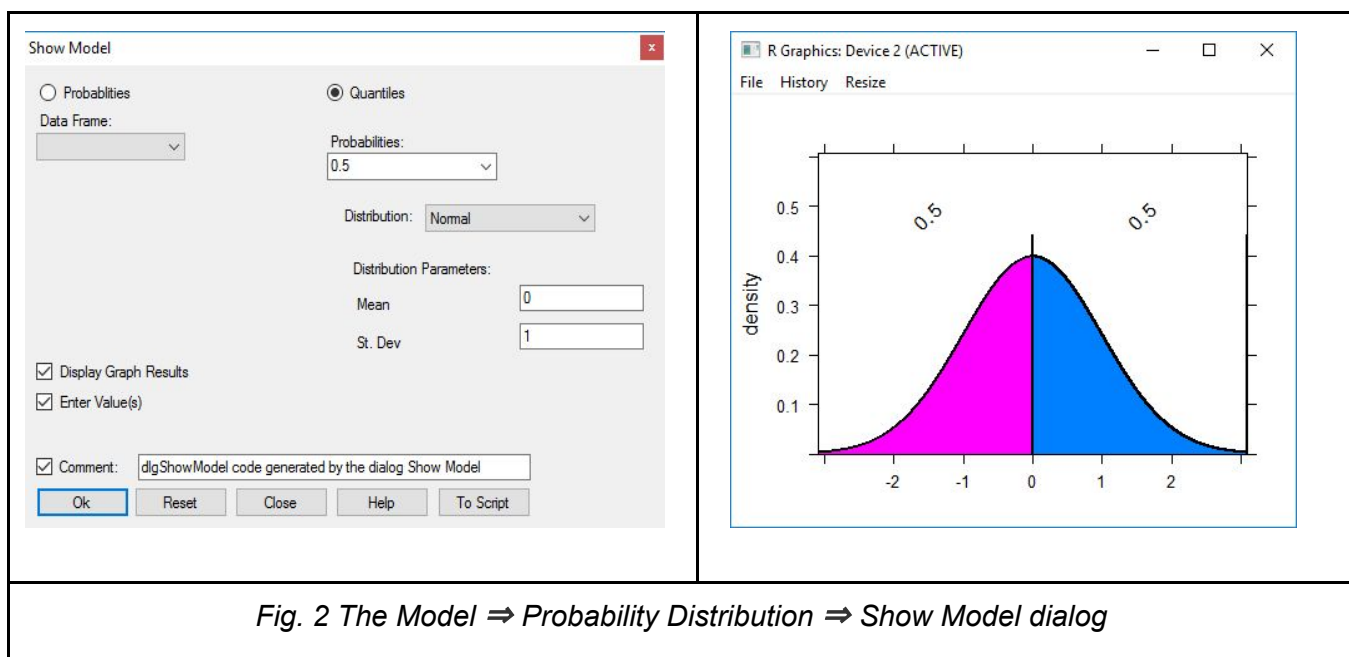 Show Model
x
Probablities
Quantiles
Data Frame:
Probabilities:
0.5
Distribution: Normal
Distribution Parameters:
Mean 0
St. Dev 1
Display Graph Results
Enter Value(s)
Comment: dlgShowModel code generated by the dialog Show Model
Ok Reset Close Help To Script
R Graphics: Device 2 (ACTIVE)
File History Resize
0.5 0.5
0.5
0.4
0.3
0.2
0.1
density
-2 -1 0 1 2
Fig. 2 The Model ⇒ Probability Distribution ⇒ Show Model dialog